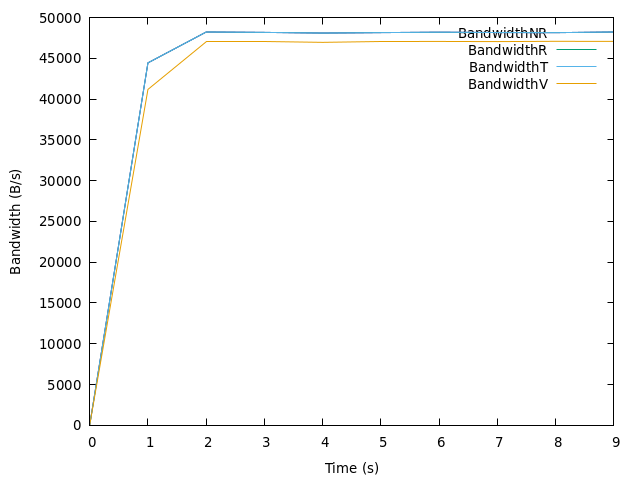 50000
45000
40000
35000
30000
25000
20000
15000
10000
5000
0
Bandwidth (B/s)
BandwidthNR
BandwidthR
BandwidthT
BandwidthV
0 1 2 3 4 5 6 7 8 9
Time (s)